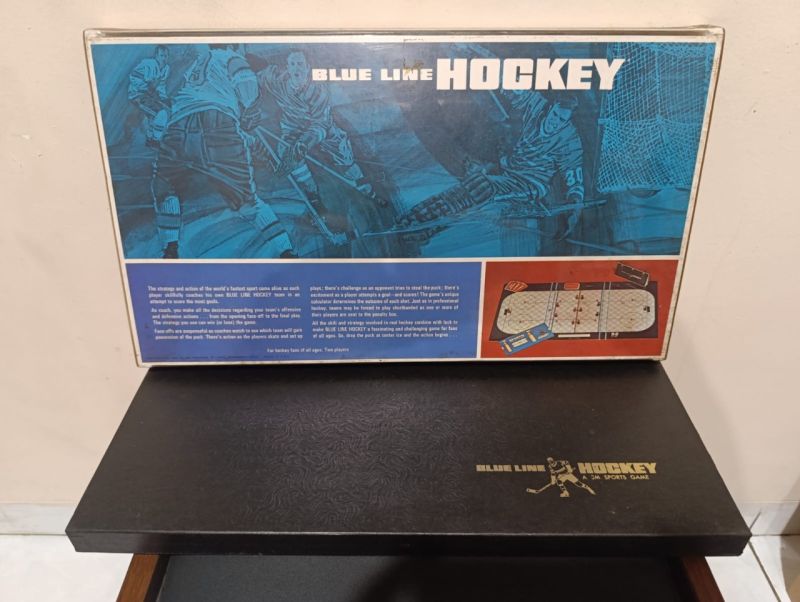 BLUE LINE HOCKEY
30
The strategy and action of the world's fastest sport come alive as each
player skillfully coaches his own BLUE LINE HOCKEY team in an
attempt to score the most goals.
As coach, you make all the decisions regarding your team's offensive
and defensive actions . . . from the opening face-off to the final play.
The strategy you use can win (or lose) the game.
Face-offs are suspenseful as coaches watch to see which team will gain
possession of the puck. There's action as the players skate and set up
plays; there's challenge as an opponent tries to steal the puck; there's
excitement as a player attempts a goal—and scores! The game's unique
calculator determines the outcome of each shot. Just as in professional
hockey, teams may be forced to play shorthanded as one or more of
their players are sent to the penalty box.
All the skill and strategy involved in real hockey combine with luck to
make BLUE LINE HOCKEY a fascinating and challenging game for fans
of all ages. So, drop the puck at center ice and the action begins . . .
For hockey fans of all ages. Two players
BLUE LINE HOCKEY
A 3M SPORTS GAME